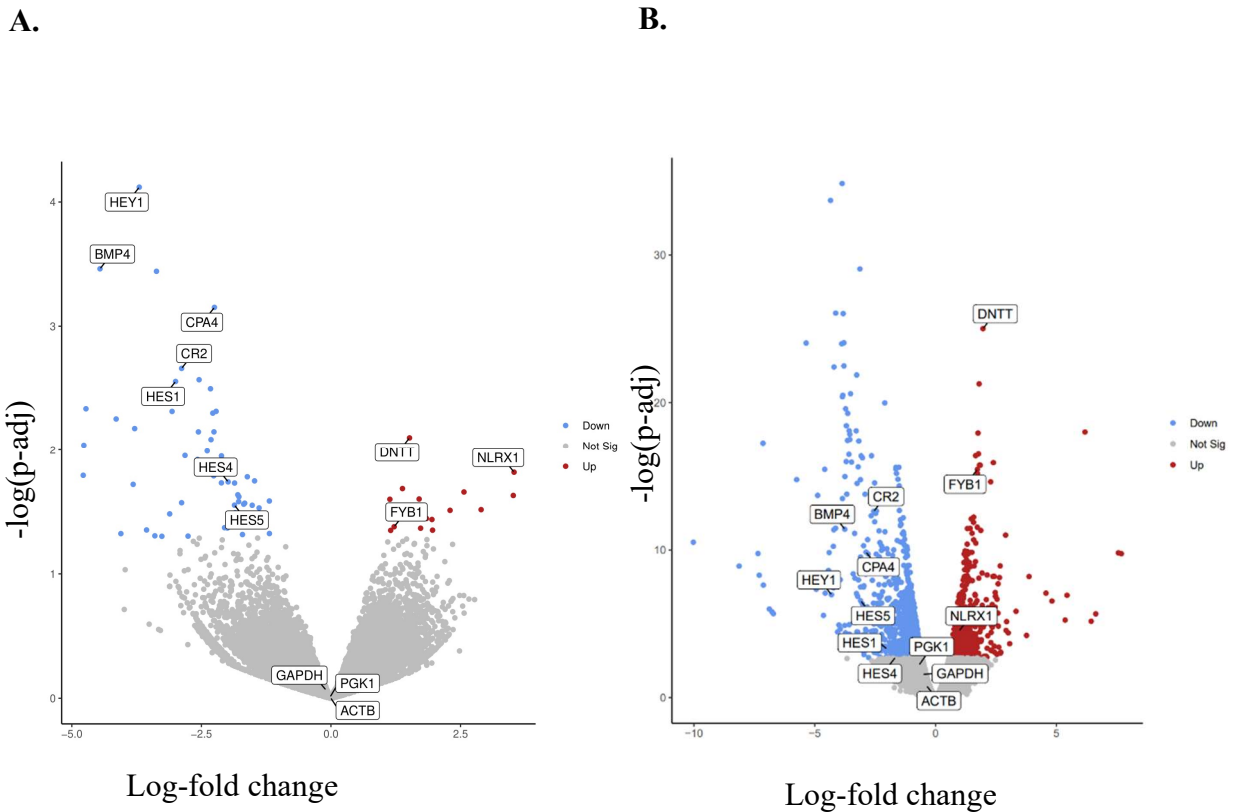 A.
B.
-log(p-adj)
4
3
2
1
0
HEY1
BMP4
CPA4
CR2
HES1
HES4
HES5
DNTT
NLRX1
FYB1
GAPDH
PGK1
ACTB
-5.0
-2.5
0.0
2.5
Log-fold change
Down
Not Sig
Up
-log(p-adj)
30
20
10
0
DNTT
FYB1
CR2
BMP4
CPA4
HEY1
HES5
NLRX1
HES1
PGK1
HES4
GAPDH
ACTB
-10
-5
0
5
Log-fold change
Down
Not Sig
Up